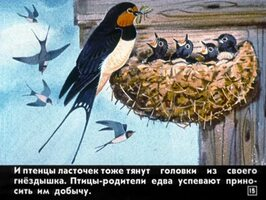 И птенцы ласточек тоже тянут головки из своего
гнёздышка. Птицы-родители едва успевают прино-
сить им добычу.
15